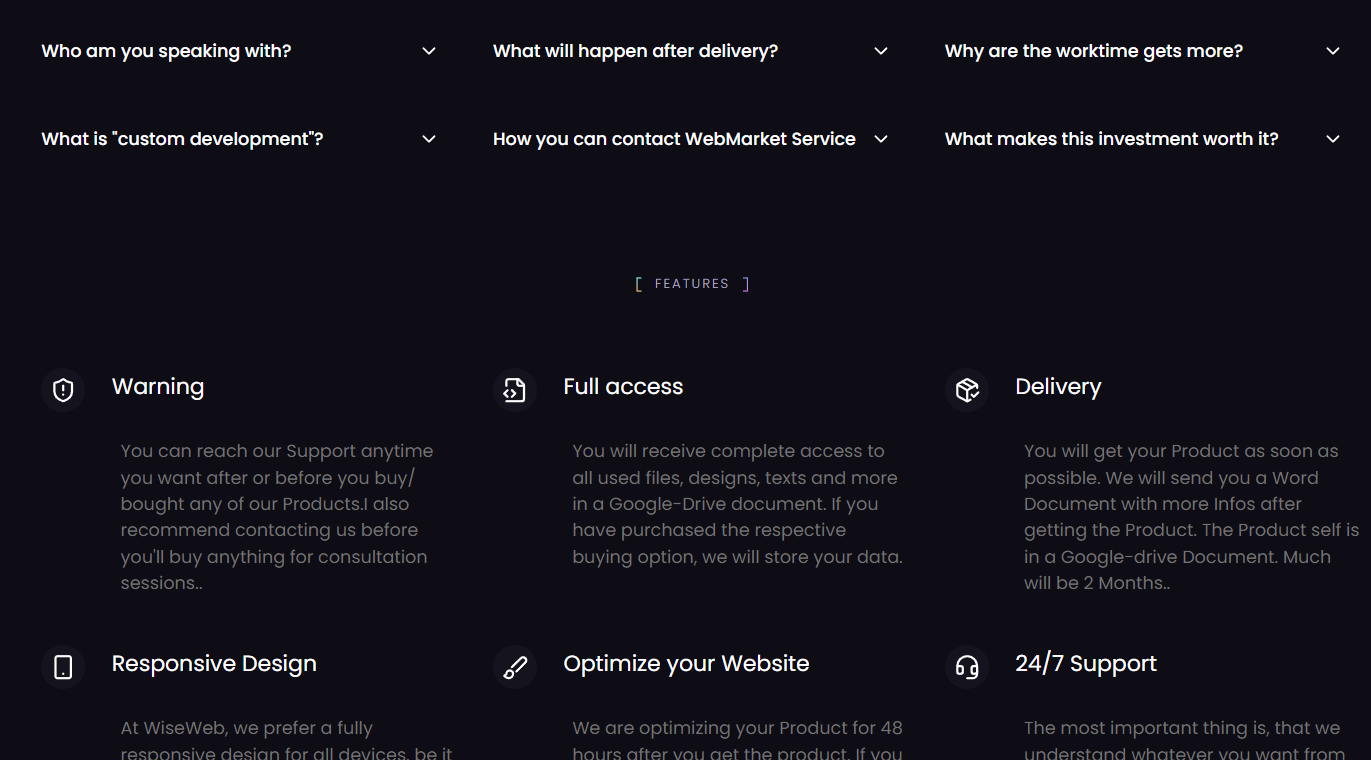 Who am you speaking with?
What will happen after delivery?
Why are the worktime gets more?
What is "custom development"?
How you can contact WebMarket Service
What makes this investment worth it?
[ FEATURES ]
Warning
You can reach our Support anytime
you want after or before you buy/
bought any of our Products.I also
recommend contacting us before
you'll buy anything for consultation
sessions..
Full access
You will receive complete access to
all used files, designs, texts and more
in a Google-Drive document. If you
have purchased the respective
buying option, we will store your data.
Delivery
You will get your Product as soon as
possible. We will send you a Word
Document with more Infos after
getting the Product. The Product self is
in a Google-drive Document. Much
will be 2 Months..
Responsive Design
At WiseWeb, we prefer a fully
responsive design for all devices, be it
Optimize your Website
We are optimizing your Product for 48
hours after you get the product. If you
24/7 Support
The most important thing is, that we
understand whatever you want from